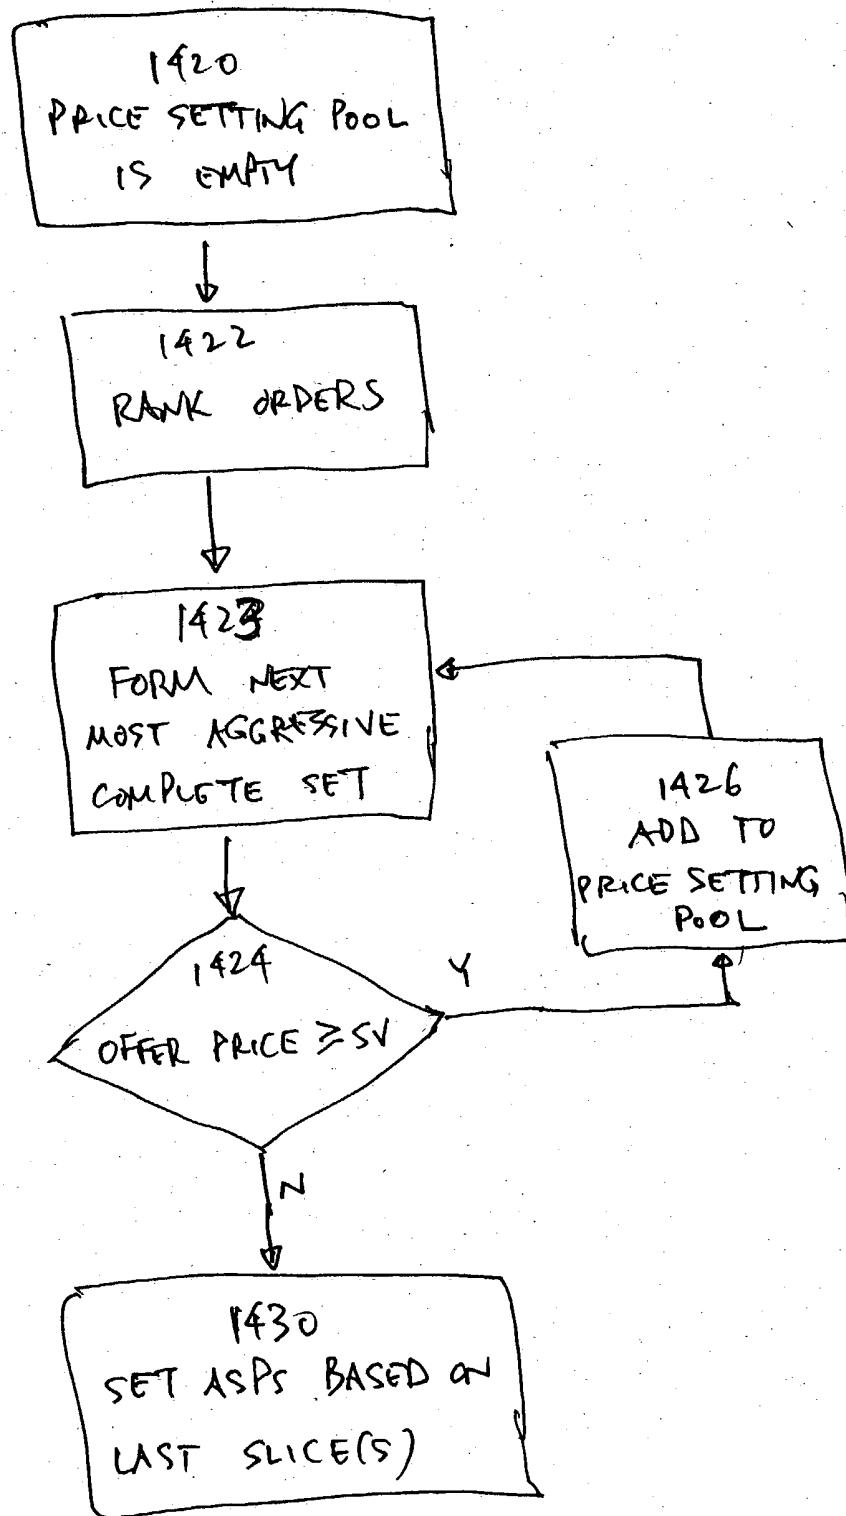 1420
PRICE SETTING POOL
IS EMPTY
1422
RANK ORDERS
1423
FORM NEXT
MOST AGGRESSIVE
COMPLETE SET
1426
ADD TO
PRICE SETTING
POOL
1424
OFFER PRICE ≥ SV
Y
N
1430
SET ASPS BASED ON
LAST SLICE(S)